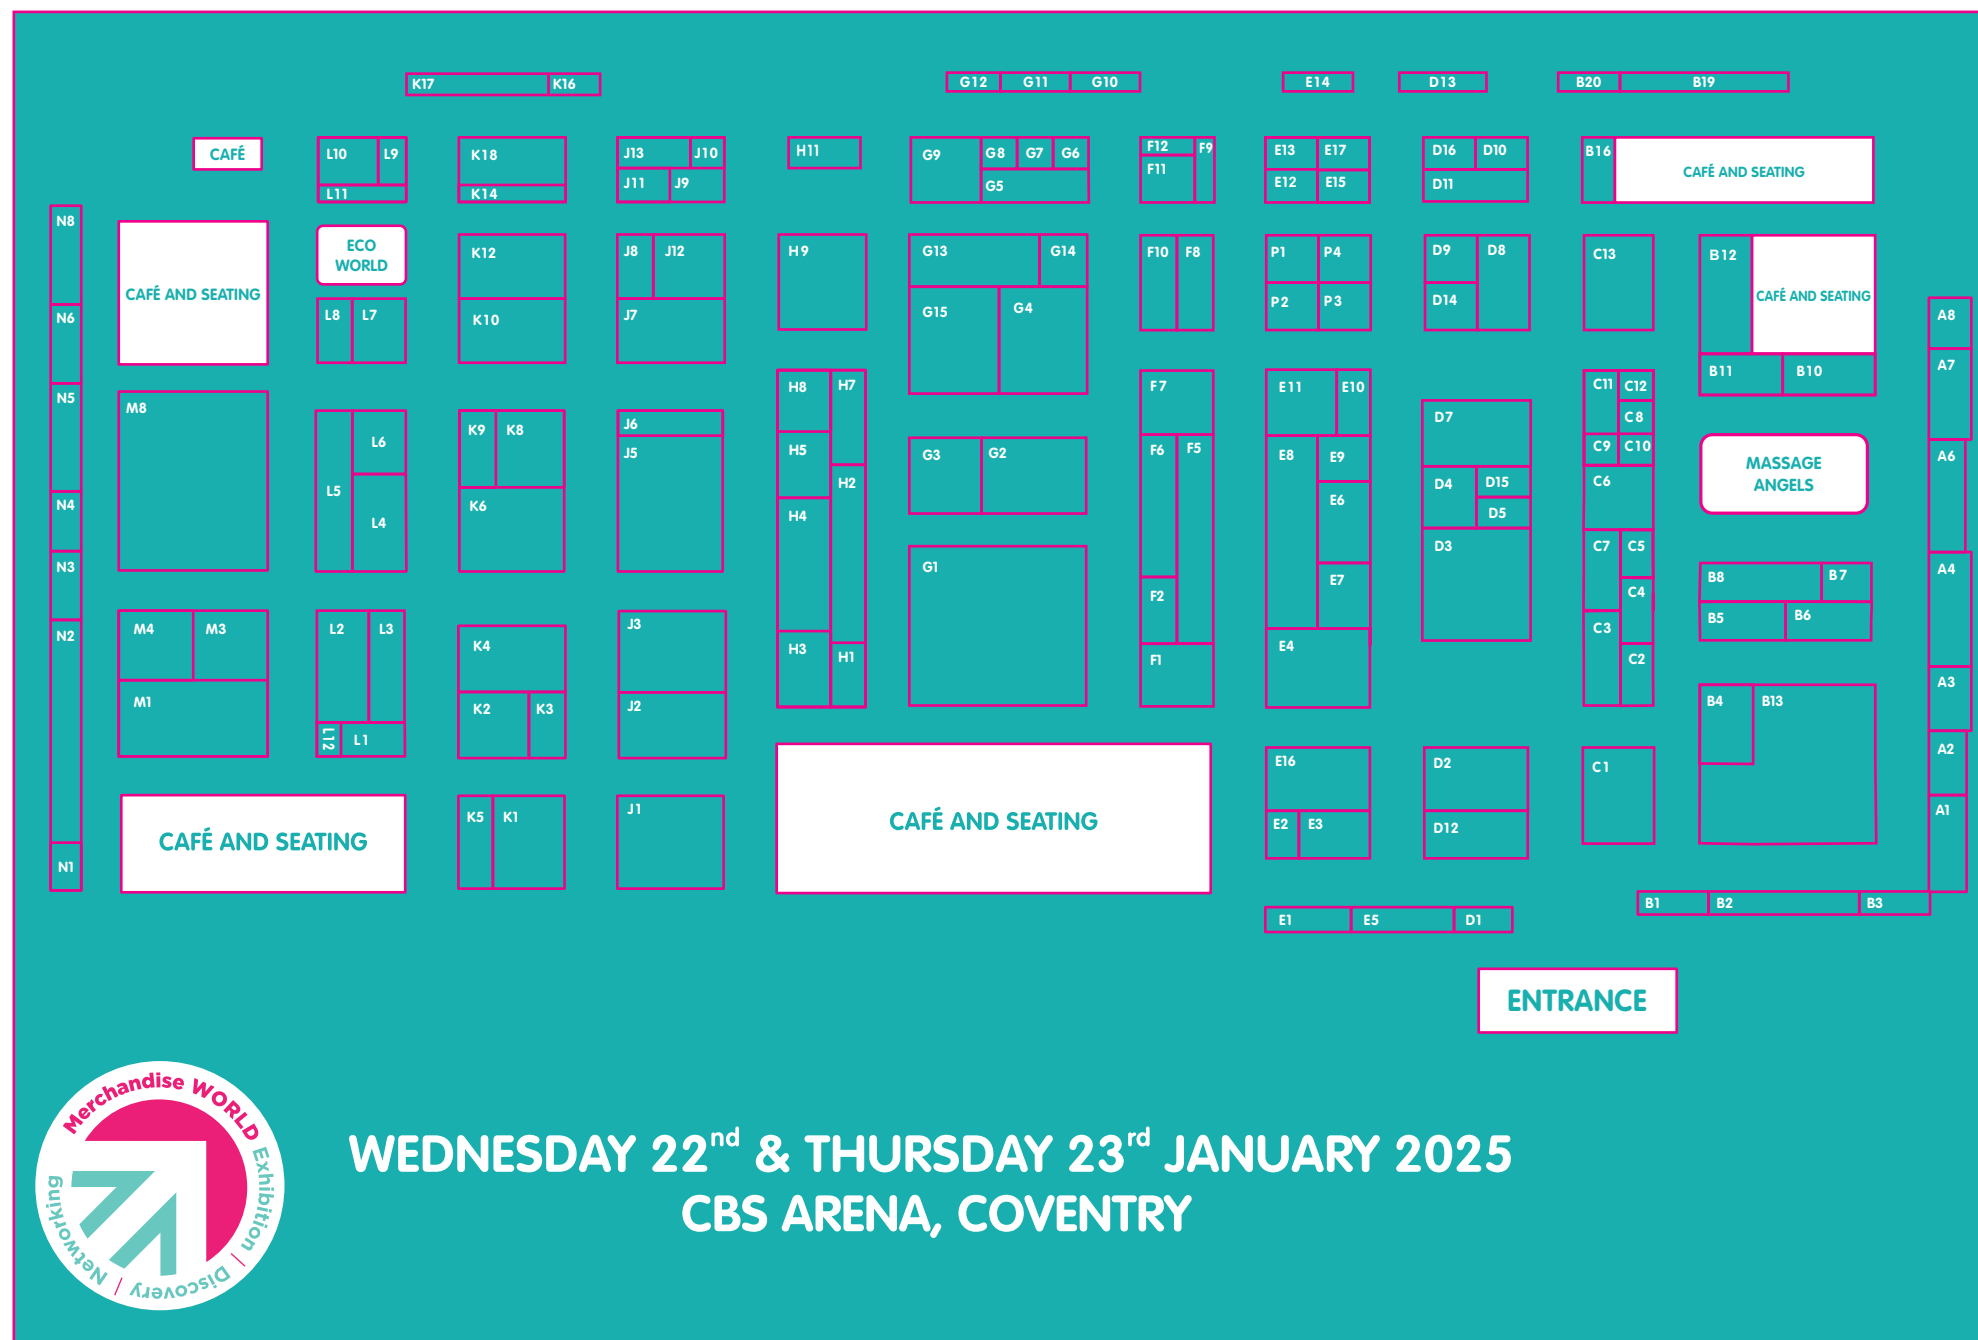 K17
K16
G12
G11
G10
E14
D13
B20
B19
CAFÉ
L10
L9
L11
K18
K14
J13
J10
J11
J9
H11
G9
G8
G7
G6
G5
F12
F9
F11
E13
E17
E12
E15
D16
D10
D11
B16
CAFÉ AND SEATING
N8
N6
N5
N4
N3
N2
N1
CAFÉ AND SEATING
ECO
WORLD
L8
L7
K12
K10
J8
J12
J7
H9
G13
G14
G15
G4
F10
F8
P1
P4
P2
P3
D9
D8
D14
C13
B12
CAFÉ AND SEATING
B11
B10
A8
A7
A6
A4
A3
A2
A1
M8
L5
L6
L4
K9
K8
K6
J6
J5
H8
H7
H5
H2
H4
H3
H1
G3
G2
G1
F7
F6
F5
F2
F1
E11
E10
E8
E9
E6
E7
E4
D7
D4
D15
D5
D3
C11
C12
C8
C9
C10
C6
C7
C5
C4
C3
C2
MASSAGE
ANGELS
B8
B7
B5
B6
B4
B13
M4
M3
M1
L2
L3
L12
L1
K4
K2
K3
J3
J2
CAFÉ AND SEATING
K5
K1
J1
CAFÉ AND SEATING
E16
E2
E3
D2
D12
C1
B1
B2
B3
E1
E5
D1
ENTRANCE
Merchandise WORLD Exhibition | Discovery | Networking
WEDNESDAY 22nd & THURSDAY 23rd JANUARY 2025
CBS ARENA, COVENTRY